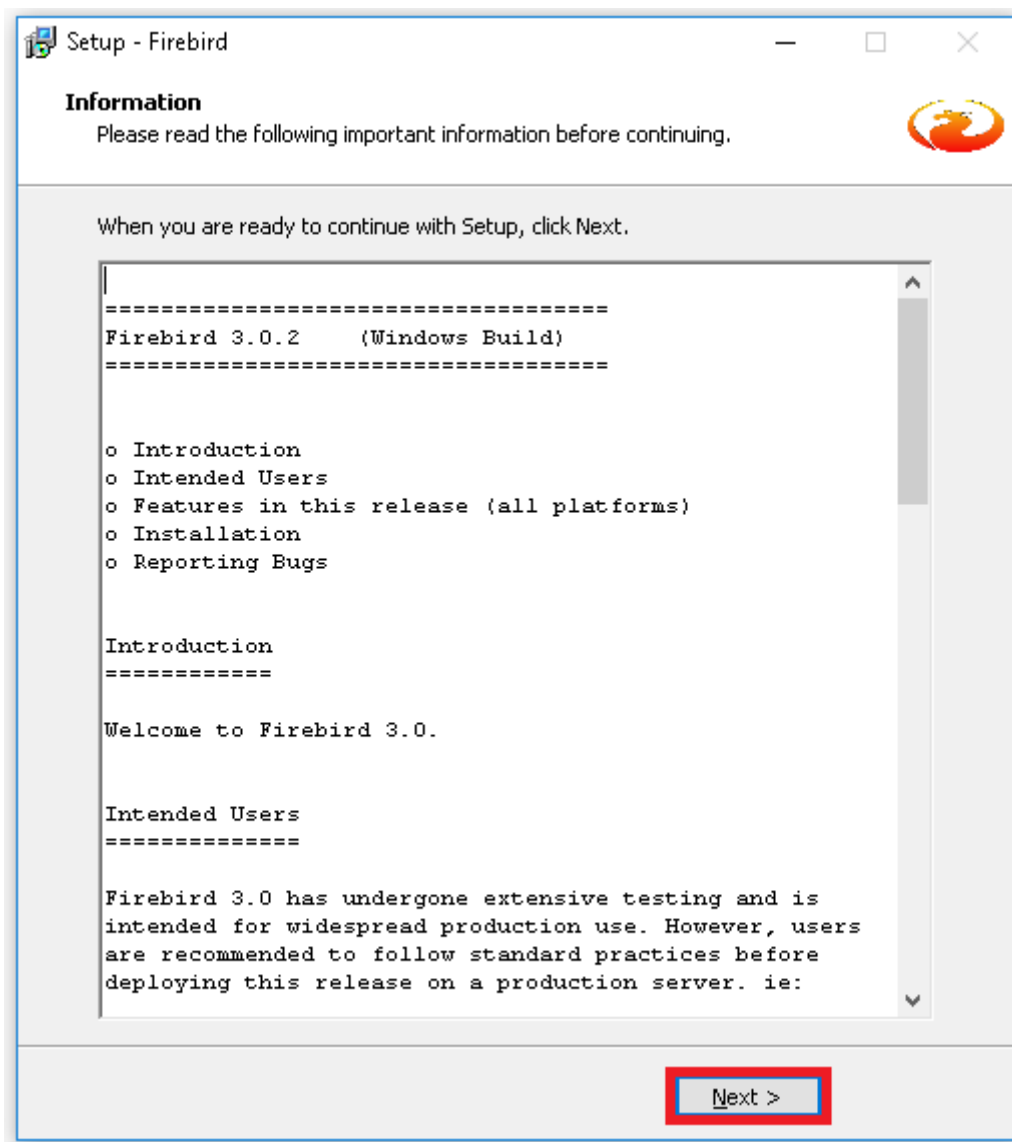 Setup - Firebird
Information
Please read the following important information before continuing.
When you are ready to continue with Setup, click Next.
====================================
Firebird 3.0.2    (Windows Build)
====================================
o Introduction
o Intended Users
o Features in this release (all platforms)
o Installation
o Reporting Bugs
Introduction
============
Welcome to Firebird 3.0.
Intended Users
==============
Firebird 3.0 has undergone extensive testing and is
intended for widespread production use. However, users
are recommended to follow standard practices before
deploying this release on a production server. ie:
Next >